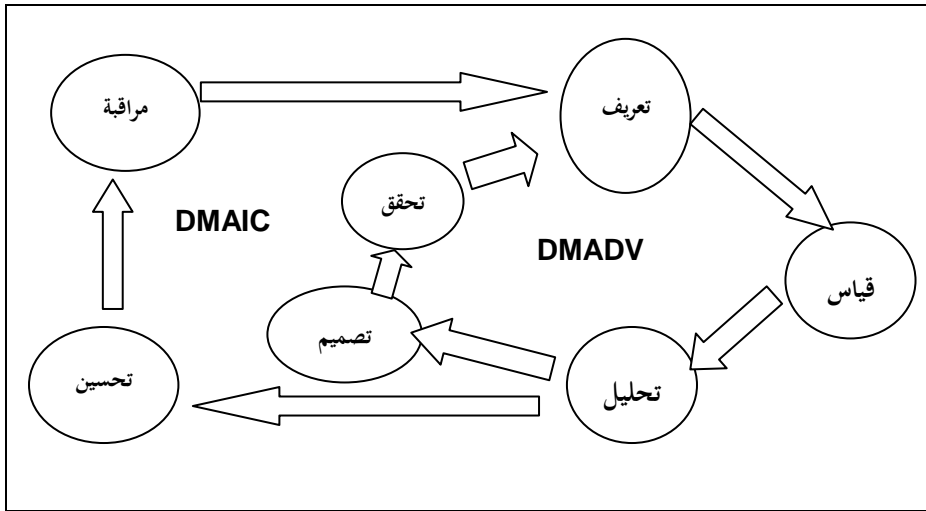 مراقبة
تعريف
تحقق
DMAIC
DMADV
قياس
تصميم
تحسين
تحليل